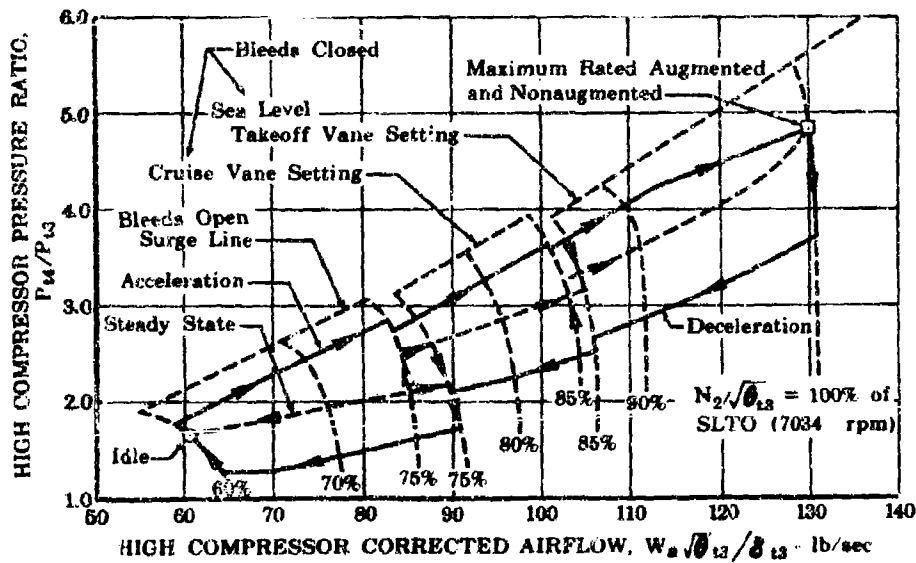 HIGH COMPRESSOR PRESSURE RATIO,
Pt4/Pt3
6.0
5.0
4.0
3.0
2.0
1.0
Bleeds Closed
Sea Level
Takeoff Vane Setting
Cruise Vane Setting
Bleeds Open
Surge Line
Acceleration
Steady State
Idle
Maximum Rated Augmented
and Nonaugmented
Deceleration
N2/√θt3 = 100% of
SLTO (7034 rpm)
60%
70%
75%
75%
80%
85%
85%
90%
50 60 70 80 90 100 110 120 130 140
HIGH COMPRESSOR CORRECTED AIRFLOW, Wa√θt3/δt3 - lb/sec